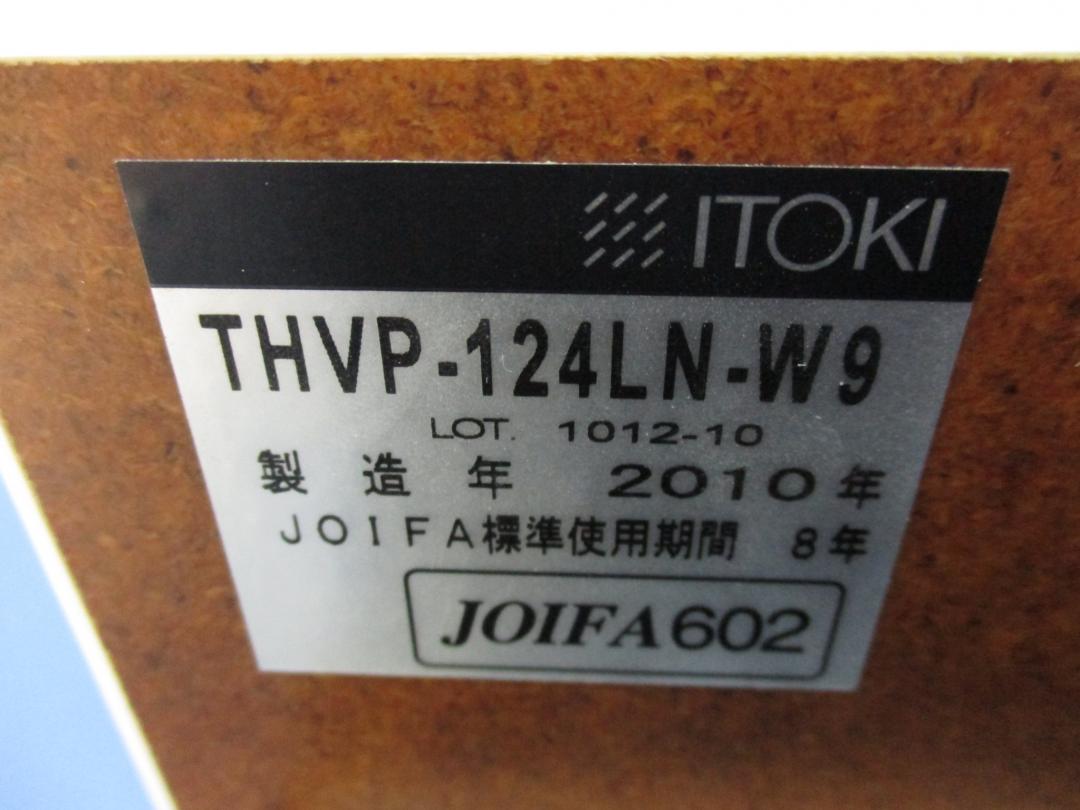 ITOKI
THVP-124LN-W9
LOT. 1012-10
製造年 2010年
JOIFA標準使用期間 8年
JOIFA602